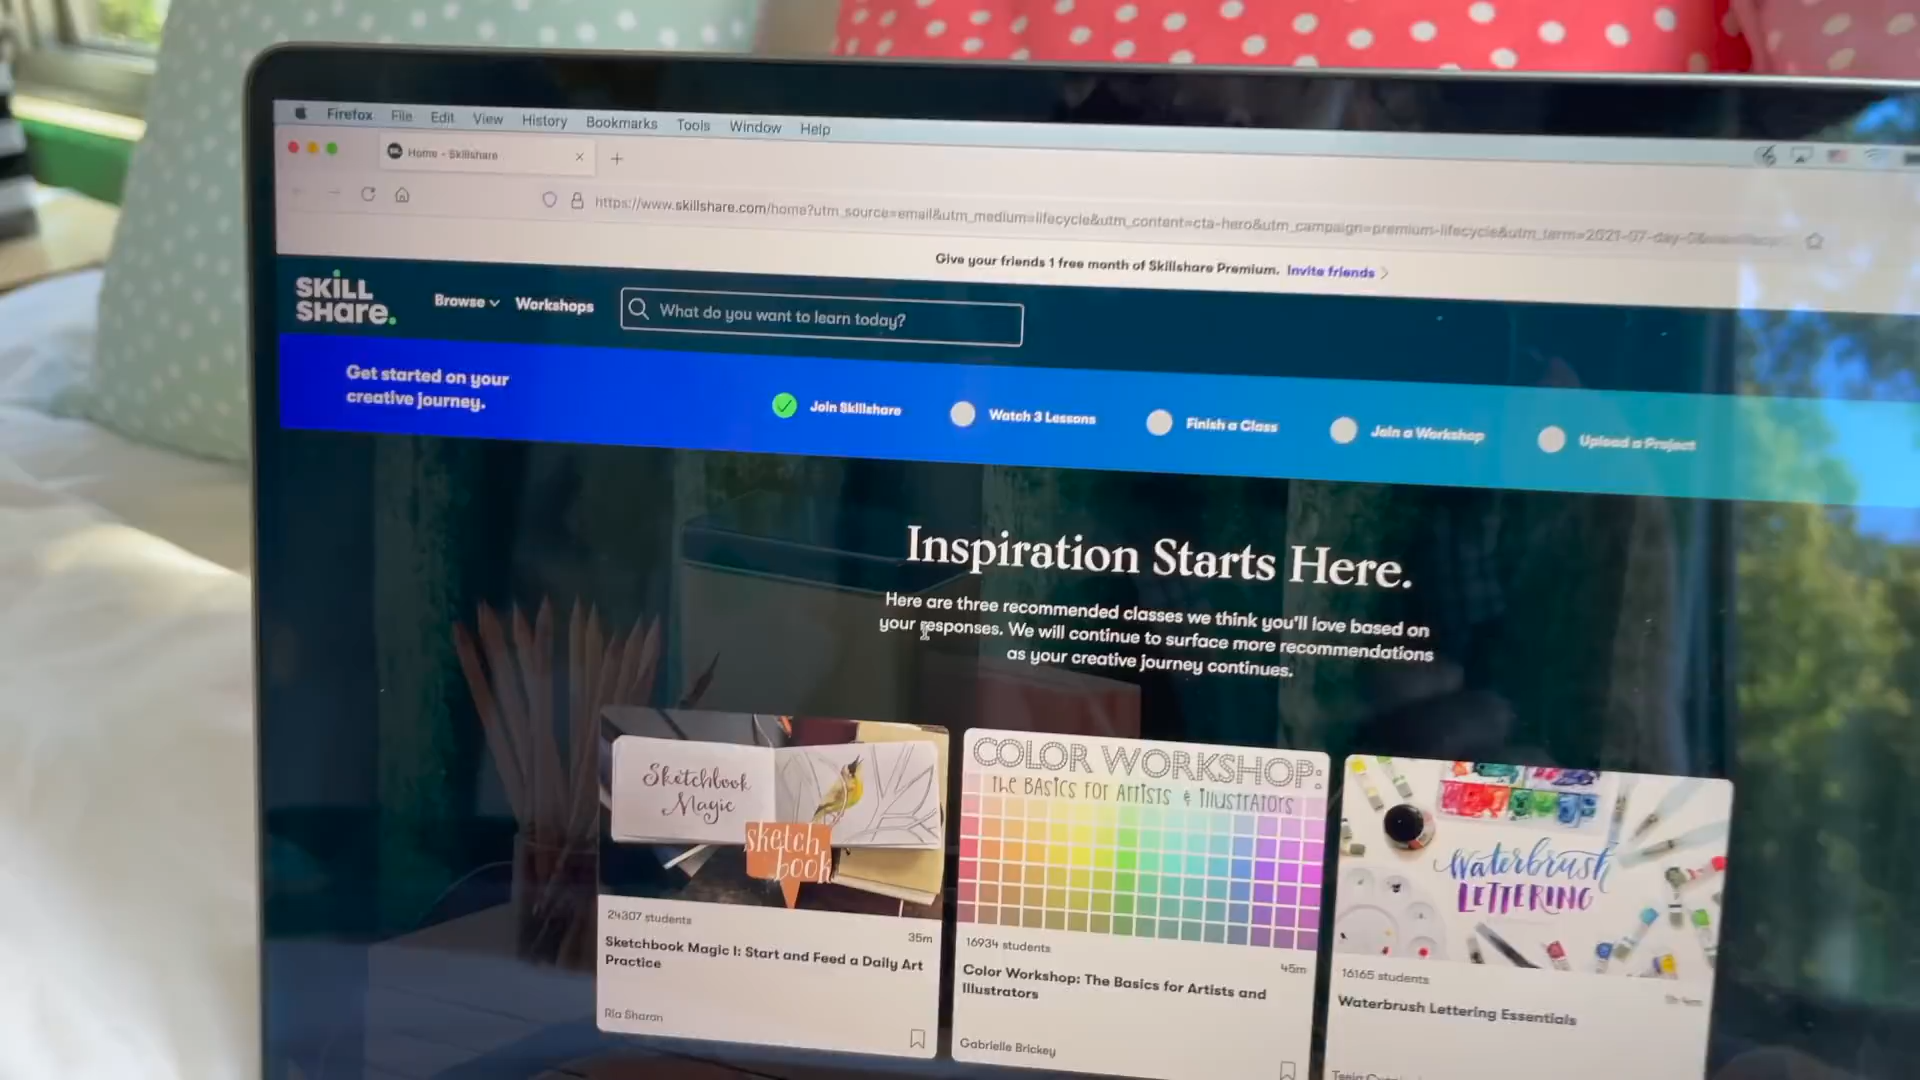 Firefox File Edit View History Bookmarks Tools Window Help
Home - Skillshare
https://www.skillshare.com/home?utm_source=email&utm_medium=lifecycle&utm_content=cta-hero&utm_campaign=premium-lifecycle&utm_term=2021-07-day-0
Give your friends 1 free month of Skillshare Premium. Invite friends
SKILL
SHare.
Browse Workshops
What do you want to learn today?
Get started on your
creative journey.
Join Skillshare
Watch 3 Lessons
Finish a Class
Join a Workshop
Upload a Project
Inspiration Starts Here.
Here are three recommended classes we think you'll love based on
your responses. We will continue to surface more recommendations
as your creative journey continues.
Sketchbook
Magic
sketch
book
24307 students
35m
Sketchbook Magic I: Start and Feed a Daily Art
Practice
Ria Sharon
COLOR WORKSHOP:
THE BASICS FOR ARTISTS & ILLUSTRATORS
16934 students
45m
Color Workshop: The Basics for Artists and
Illustrators
Gabrielle Brickey
Waterbrush
LETTERING
16165 students
1h 4m
Waterbrush Lettering Essentials